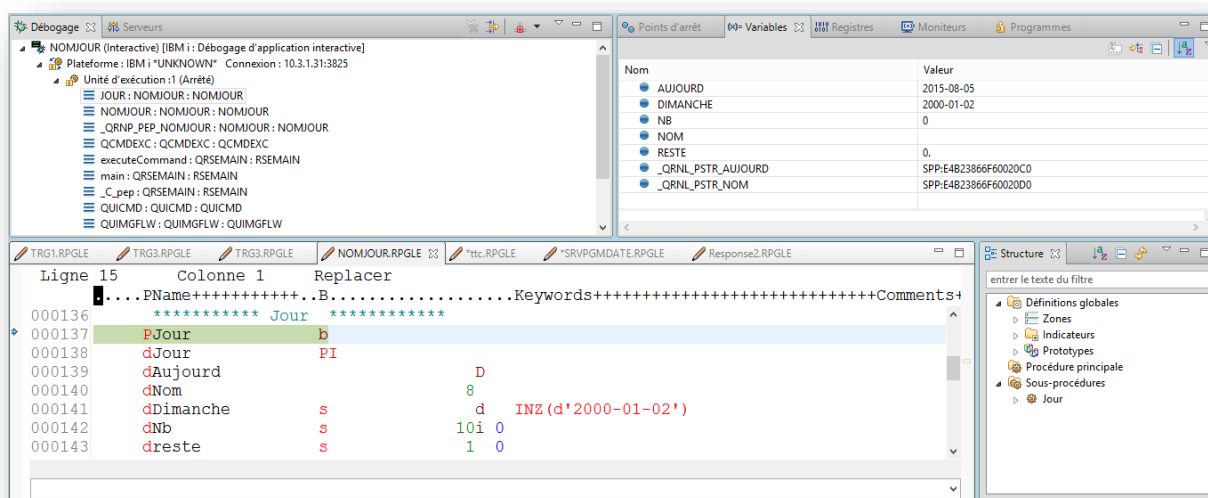 Débogage Serveurs
NOMJOUR (Interactive) [IBM i : Débogage d'application interactive]
Plateforme : IBM i *UNKNOWN* Connexion : 10.3.1.31:3825
Unité d'exécution :1 (Arrêté)
JOUR : NOMJOUR : NOMJOUR
NOMJOUR : NOMJOUR : NOMJOUR
_QRNP_PEP_NOMJOUR : NOMJOUR : NOMJOUR
QCMDEXC : QCMDEXC : QCMDEXC
executeCommand : QRSEMAIN : RSEMAIN
main : QRSEMAIN : RSEMAIN
_C_pep : QRSEMAIN : RSEMAIN
QUICMD : QUICMD : QUICMD
QUIMGFLW : QUIMGFLW : QUIMGFLW
Points d'arrêt (x)= Variables 1010 0101 Registres Moniteurs Programmes
Nom Valeur
AUJOURD 2015-08-05
DIMANCHE 2000-01-02
NB 0
NOM
RESTE 0.
_QRNL_PSTR_AUJOURD SPP:E4B23866F60020C0
_QRNL_PSTR_NOM SPP:E4B23866F60020D0
TRG1.RPGLE TRG3.RPGLE TRG3.RPGLE NOMJOUR.RPGLE *ttc.RPGLE *SRVPGMDATE.RPGLE Response2.RPGLE
Ligne 15 Colonne 1 Replacer
.....PName+++++++++++..B...................Keywords+++++++++++++++++++++++++++++Comments+
000136 *********** Jour ************
000137 PJour b
000138 dJour PI
000139 dAujourd D
000140 dNom 8
000141 dDimanche s d INZ(d'2000-01-02')
000142 dNb s 10i 0
000143 dreste s 1 0
Structure
entrer le texte du filtre
Définitions globales
Zones
Indicateurs
Prototypes
Procédure principale
Sous-procédures
Jour